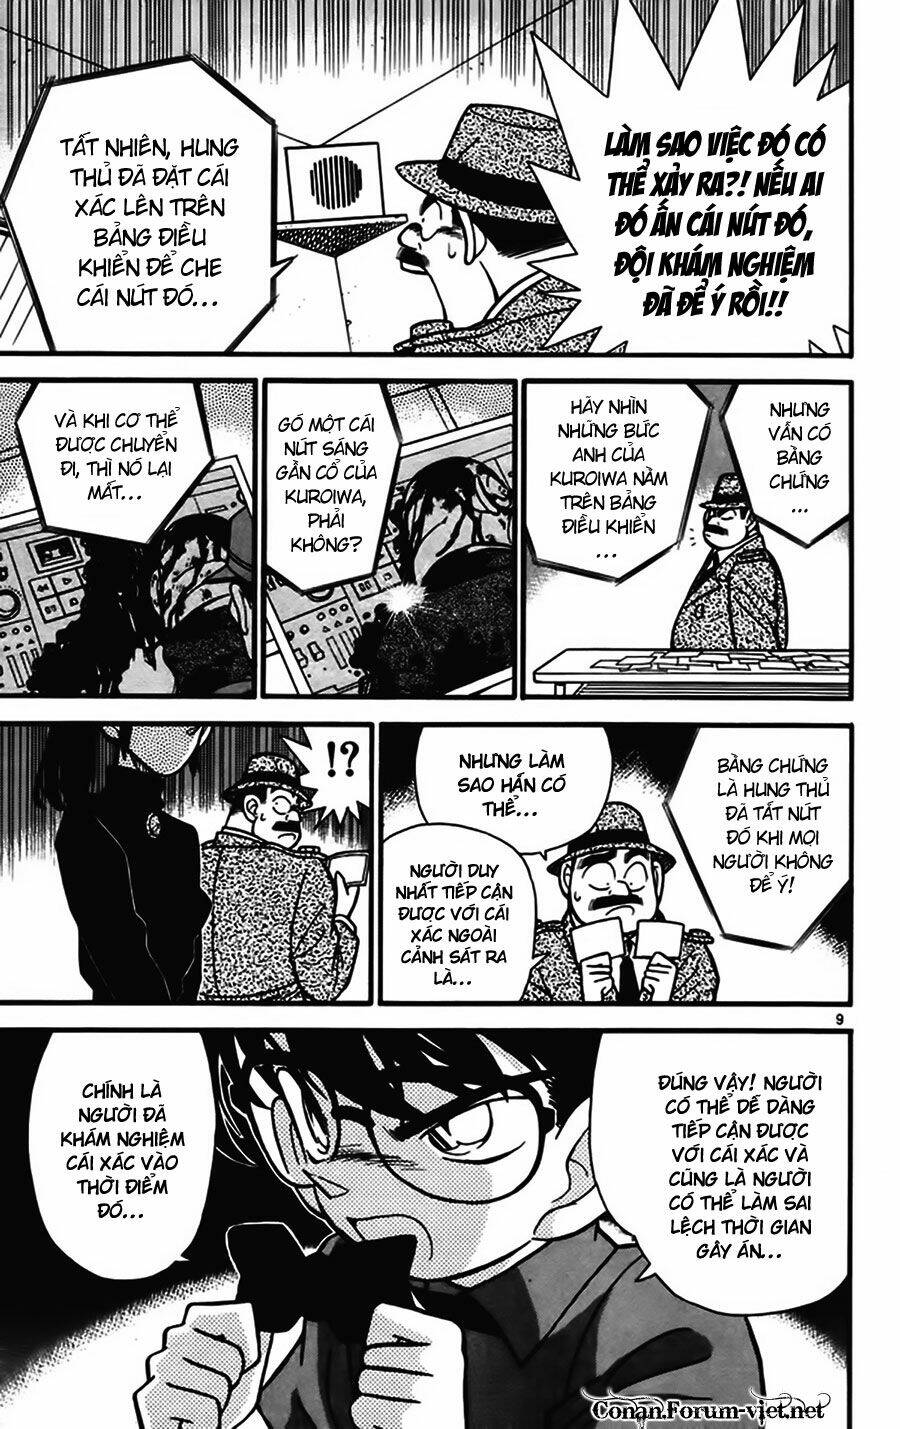 LÀM SAO VIỆC ĐÓ CÓ
THỂ XẢY RA?! NẾU AI
ĐÓ ẤN CÁI NÚT ĐÓ,
ĐỘI KHÁM NGHIỆM
ĐÃ ĐỂ Ý RỒI!!
TẤT NHIÊN, HUNG
THỦ ĐÃ ĐẶT CÁI
XÁC LÊN TRÊN
BẢNG ĐIỀU
KHIỂN ĐỂ CHE
CÁI NÚT ĐÓ...
NHƯNG
VẪN CÓ
BẰNG
CHỨNG
...
HÃY NHÌN
NHỮNG BỨC
ANH CỦA
KUROIWA NẰM
TRÊN BẢNG
ĐIỀU KHIỂN
...
GÓ MỘT CÁI
NÚT SÁNG
GẦN CỔ CỦA
KUROIWA,
PHẢI
KHÔNG?
VÀ KHI CƠ THỂ
ĐƯỢC CHUYỂN
ĐI, THÌ NÓ LẠI
MẤT...
BẰNG CHỨNG
LÀ HUNG THỦ
ĐÃ TẮT NÚT
ĐÓ KHI MỌI
NGƯỜI KHÔNG
ĐỂ Ý!
NHƯNG LÀM
SAO HẮN CÓ
THỂ...
NGƯỜI DUY
NHẤT TIẾP CẬN
ĐƯỢC VỚI CÁI
XÁC NGOÀI
CẢNH SÁT RA
LÀ...
!?
9
ĐÚNG VẬY! NGƯỜI
CÓ THỂ DỄ DÀNG
TIẾP CẬN ĐƯỢC
VỚI CÁI XÁC VÀ
CŨNG LÀ NGƯỜI
CÓ THỂ LÀM SAI
LỆCH THỜI GIAN
GÂY ÁN...
CHÍNH LÀ
NGƯỜI ĐÃ
KHÁM NGHIỆM
CÁI XÁC VÀO
THỜI ĐIỂM
ĐÓ...
Conan.Forum-viet.net